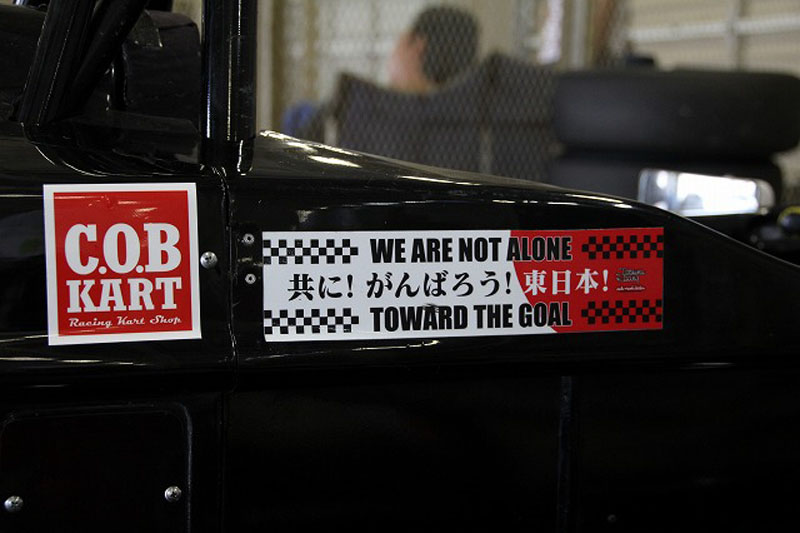 C.O.B
KART
Racing Kart Shop
WE ARE NOT ALONE
共に! がんばろう! 東日本!
TOWARD THE GOAL